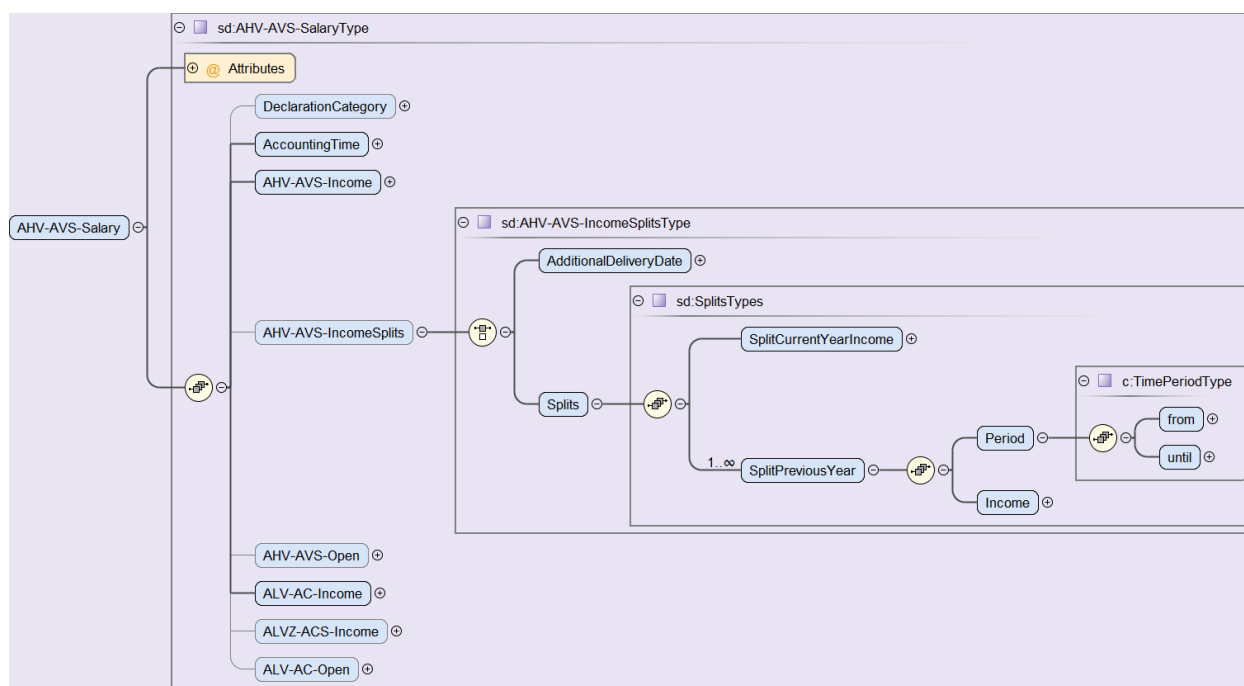 sd:AHV-AVS-SalaryType
@ Attributes
DeclarationCategory
AccountingTime
AHV-AVS-Income
AHV-AVS-Salary
sd:AHV-AVS-IncomeSplitsType
AdditionalDeliveryDate
sd:SplitsTypes
AHV-AVS-IncomeSplits
SplitCurrentYearIncome
c:TimePeriodType
Splits
from
Period
until
1..∞
SplitPreviousYear
Income
AHV-AVS-Open
ALV-AC-Income
ALVZ-ACS-Income
ALV-AC-Open